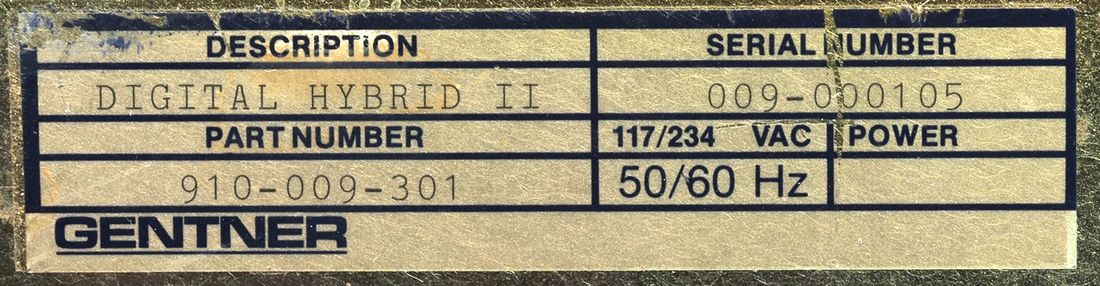 DESCRIPTION SERIAL NUMBER
DIGITAL HYBRID II 009-000105
PART NUMBER 117/234 VAC POWER
910-009-301 50/60 Hz
GENTNER